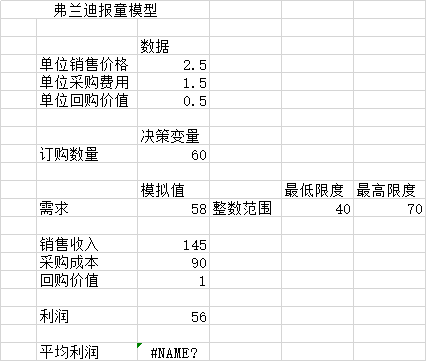 弗兰迪报童模型
数据
单位销售价格 2.5
单位采购费用 1.5
单位回购价值 0.5
决策变量
订购数量 60
模拟值 最低限度 最高限度
需求 58 整数范围 40 70
销售收入 145
采购成本 90
回购价值 1
利润 56
平均利润 #NAME?